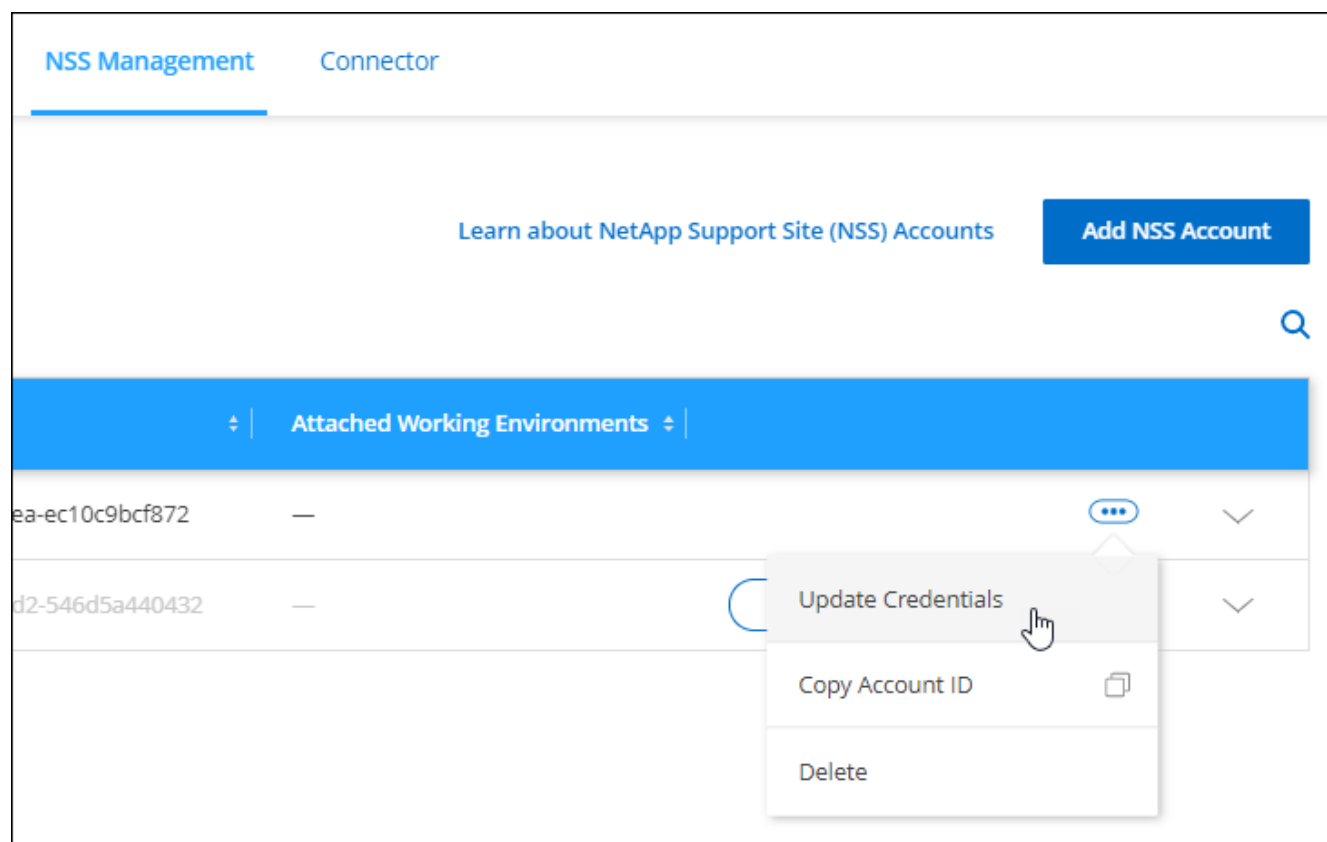 NSS Management Connector
Learn about NetApp Support Site (NSS) Accounts Add NSS Account
Attached Working Environments
ea-ec10c9bcf872 —
d2-546d5a440432 —
Update Credentials
Copy Account ID
Delete